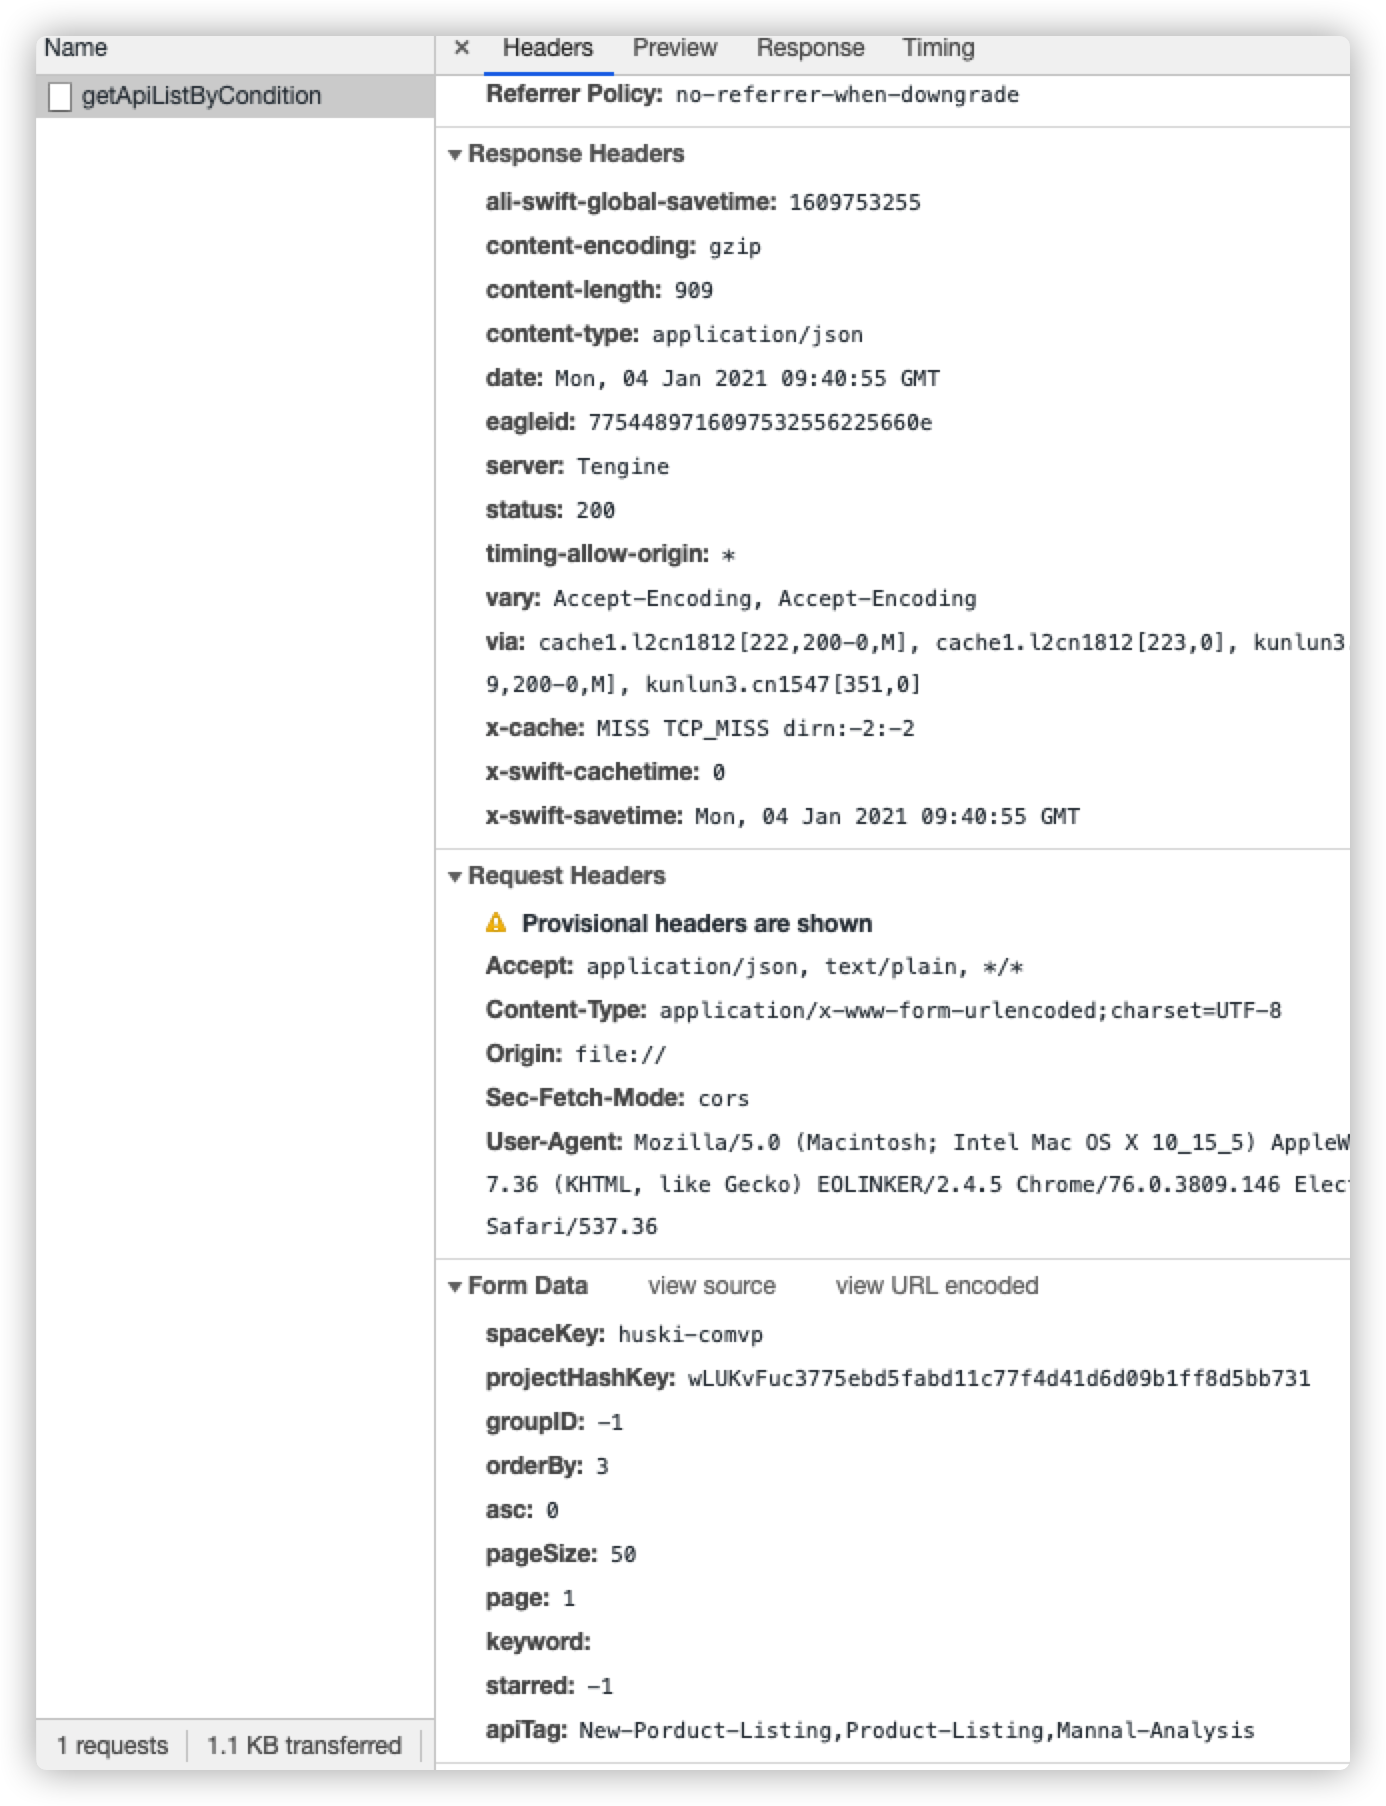 Name
× Headers Preview Response Timing
getApiListByCondition
Referrer Policy: no-referrer-when-downgrade
Response Headers
ali-swift-global-savetime: 1609753255
content-encoding: gzip
content-length: 909
content-type: application/json
date: Mon, 04 Jan 2021 09:40:55 GMT
eagleid: 7754489716097532556225660e
server: Tengine
status: 200
timing-allow-origin: *
vary: Accept-Encoding, Accept-Encoding
via: cache1.l2cn1812[222,200-0,M], cache1.l2cn1812[223,0], kunlun3.
9,200-0,M], kunlun3.cn1547[351,0]
x-cache: MISS TCP_MISS dirn:-2:-2
x-swift-cachetime: 0
x-swift-savetime: Mon, 04 Jan 2021 09:40:55 GMT
Request Headers
Provisional headers are shown
Accept: application/json, text/plain, */*
Content-Type: application/x-www-form-urlencoded;charset=UTF-8
Origin: file://
Sec-Fetch-Mode: cors
User-Agent: Mozilla/5.0 (Macintosh; Intel Mac OS X 10_15_5) AppleW
7.36 (KHTML, like Gecko) EOLINKER/2.4.5 Chrome/76.0.3809.146 Elec
Safari/537.36
Form Data view source view URL encoded
spaceKey: huski-comvp
projectHashKey: wLUKvFuc3775ebd5fabd11c77f4d41d6d09b1ff8d5bb731
groupID: -1
orderBy: 3
asc: 0
pageSize: 50
page: 1
keyword:
starred: -1
apiTag: New-Porduct-Listing,Product-Listing,Mannal-Analysis
1 requests 1.1 KB transferred